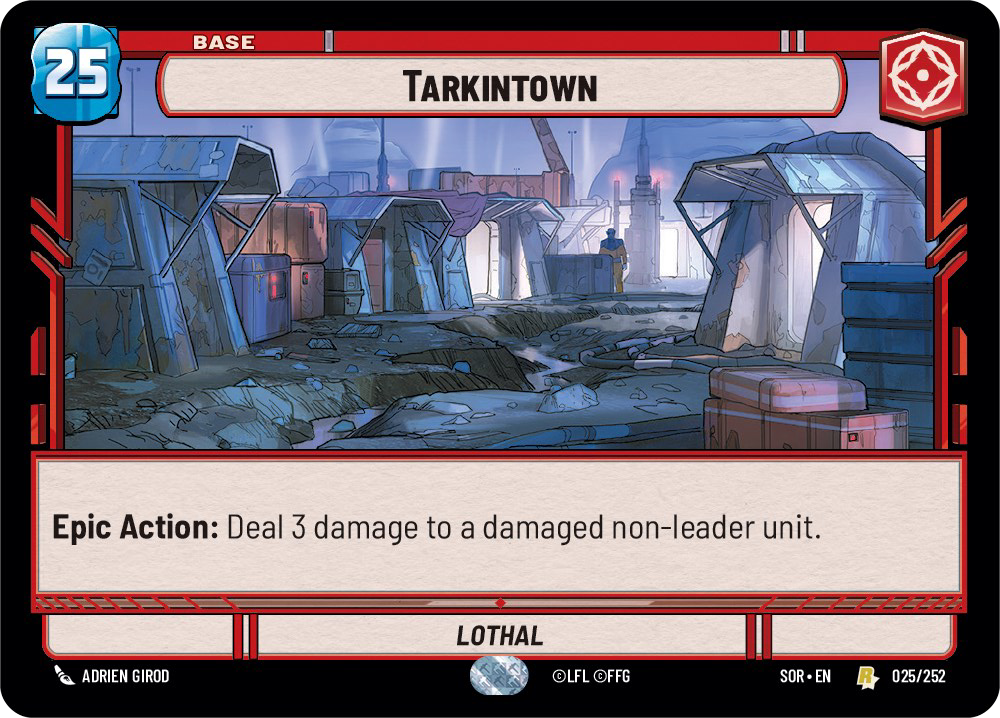 25
BASE
TARKINTOWN
Epic Action: Deal 3 damage to a damaged non-leader unit.
LOTHAL
ADRIEN GIROD
©LFL ©FFG
SOR • EN
R
025/252